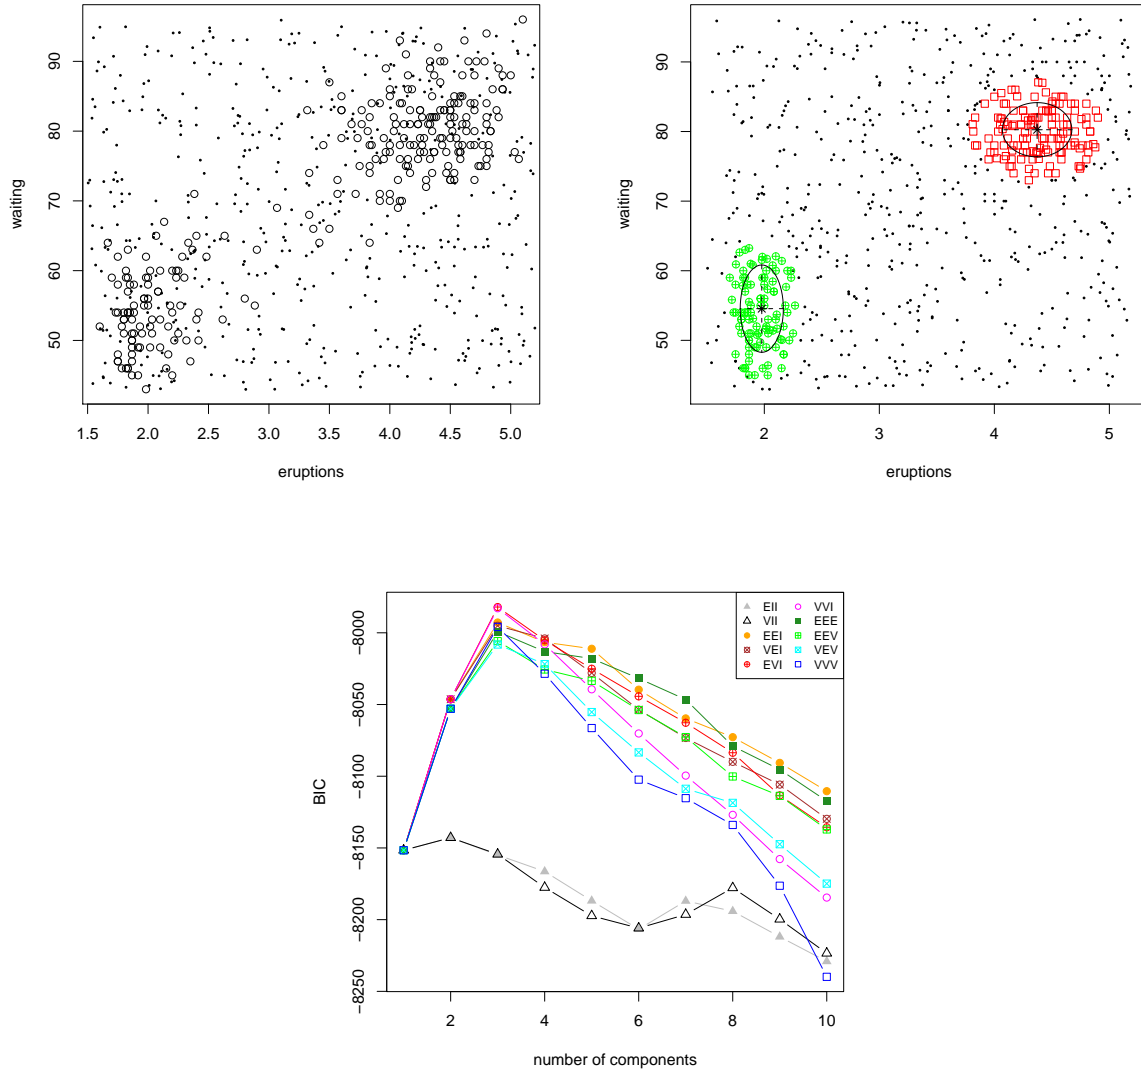 waiting
90
80
70
60
50
1.5 2.0 2.5 3.0 3.5 4.0 4.5 5.0
eruptions
waiting
90
80
70
60
50
2 3 4 5
eruptions
BIC
−8000
−8050
−8100
−8150
−8200
−8250
2 4 6 8 10
number of components
EII
VII
EEI
VEI
EVI
VVI
EEE
EEV
VEV
VVV